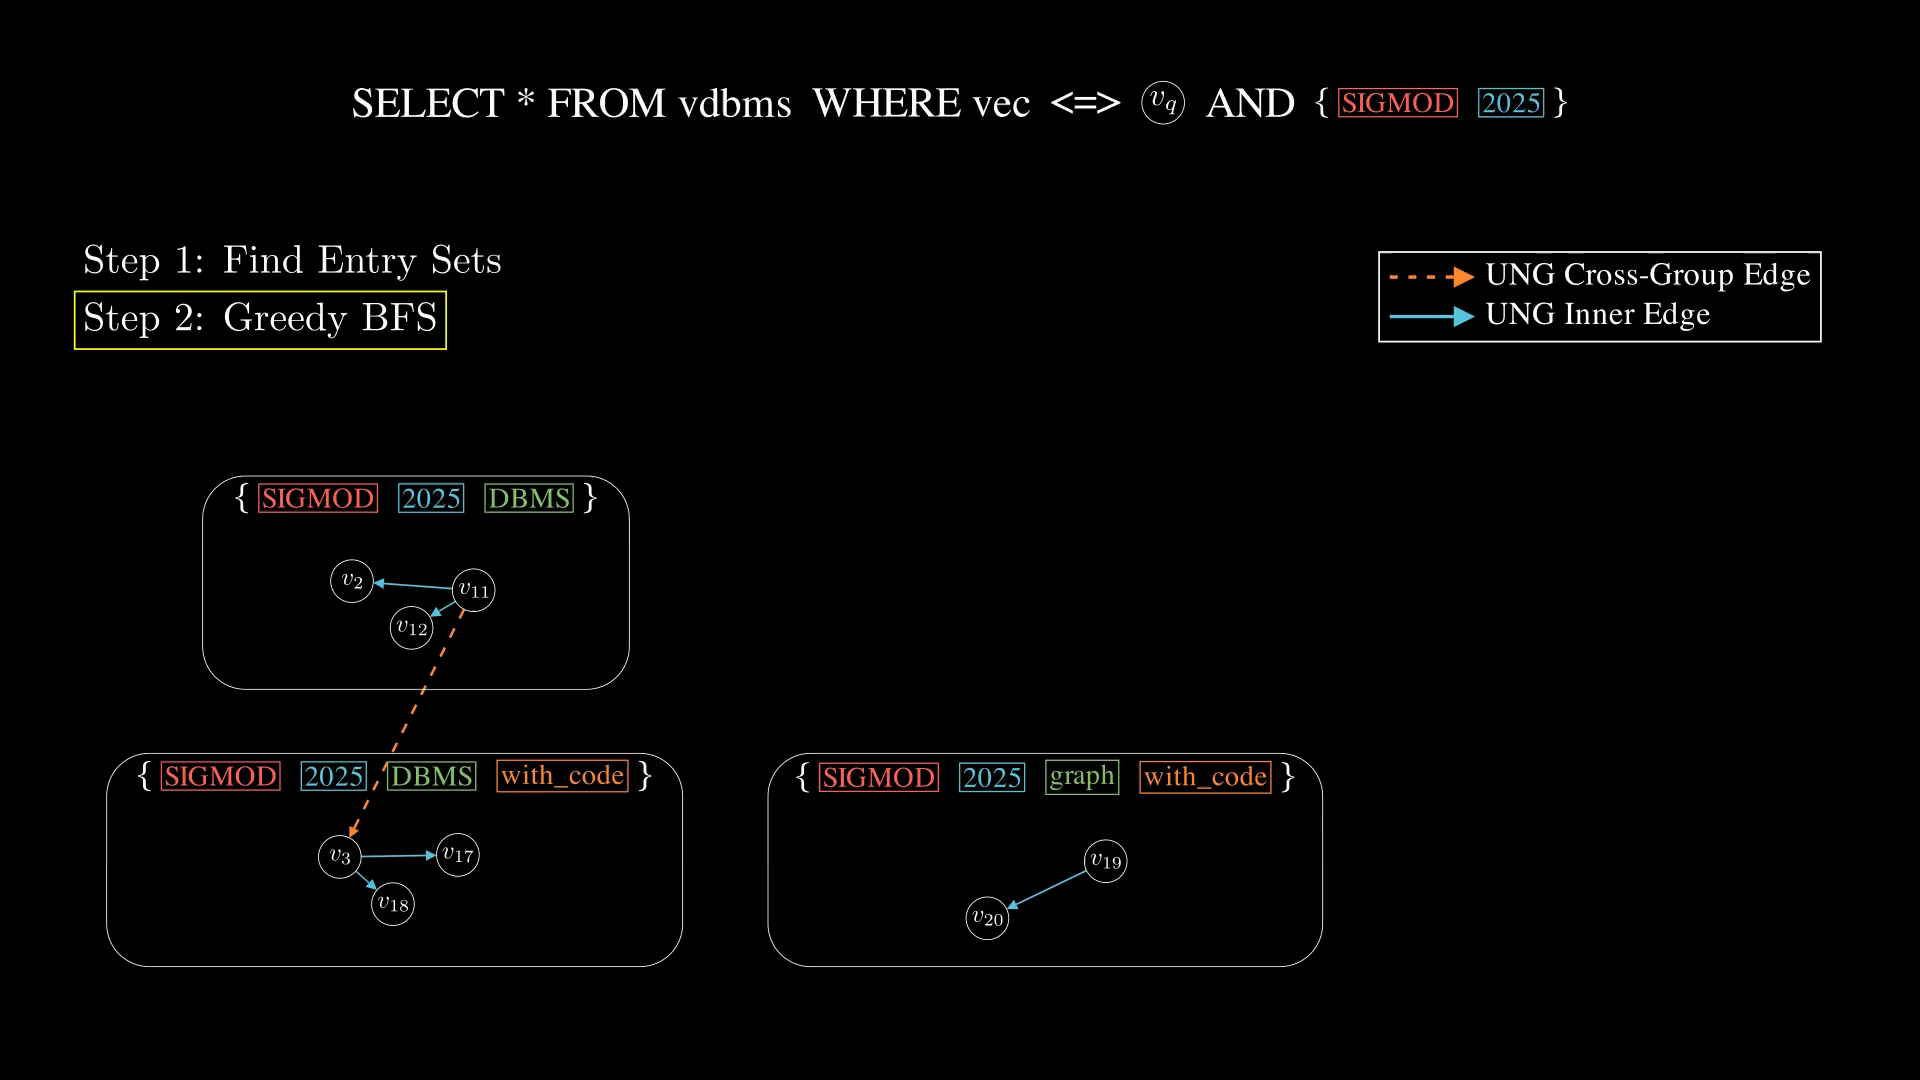 SELECT * FROM vdbms WHERE vec <=> v_q AND { SIGMOD 2025 }
Step 1: Find Entry Sets
Step 2: Greedy BFS
UNG Cross-Group Edge
UNG Inner Edge
{ SIGMOD 2025 DBMS }
v_2
v_11
v_12
{ SIGMOD 2025 DBMS with_code }
v_3
v_17
v_18
{ SIGMOD 2025 graph with_code }
v_19
v_20